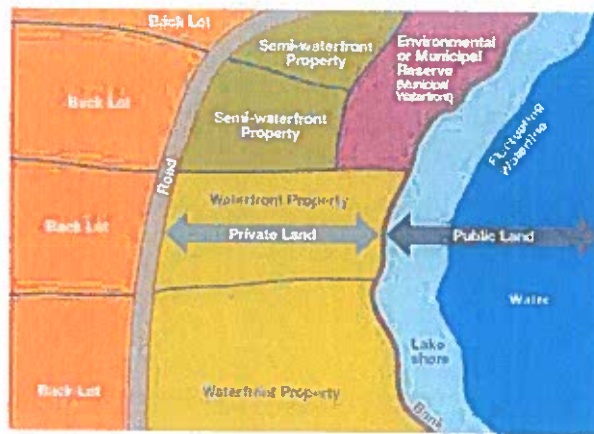 Back Lot
Semi-waterfront
Property
Environmental
or Municipal
Reserve
(Municipal
Waterfront)
Back Lot
Semi-waterfront
Property
Fluctuating
Waterline
Road
Waterfront Property
Back Lot
Private Land
Public Land
Water
Lake
shore
Back Lot
Waterfront Property
Bank